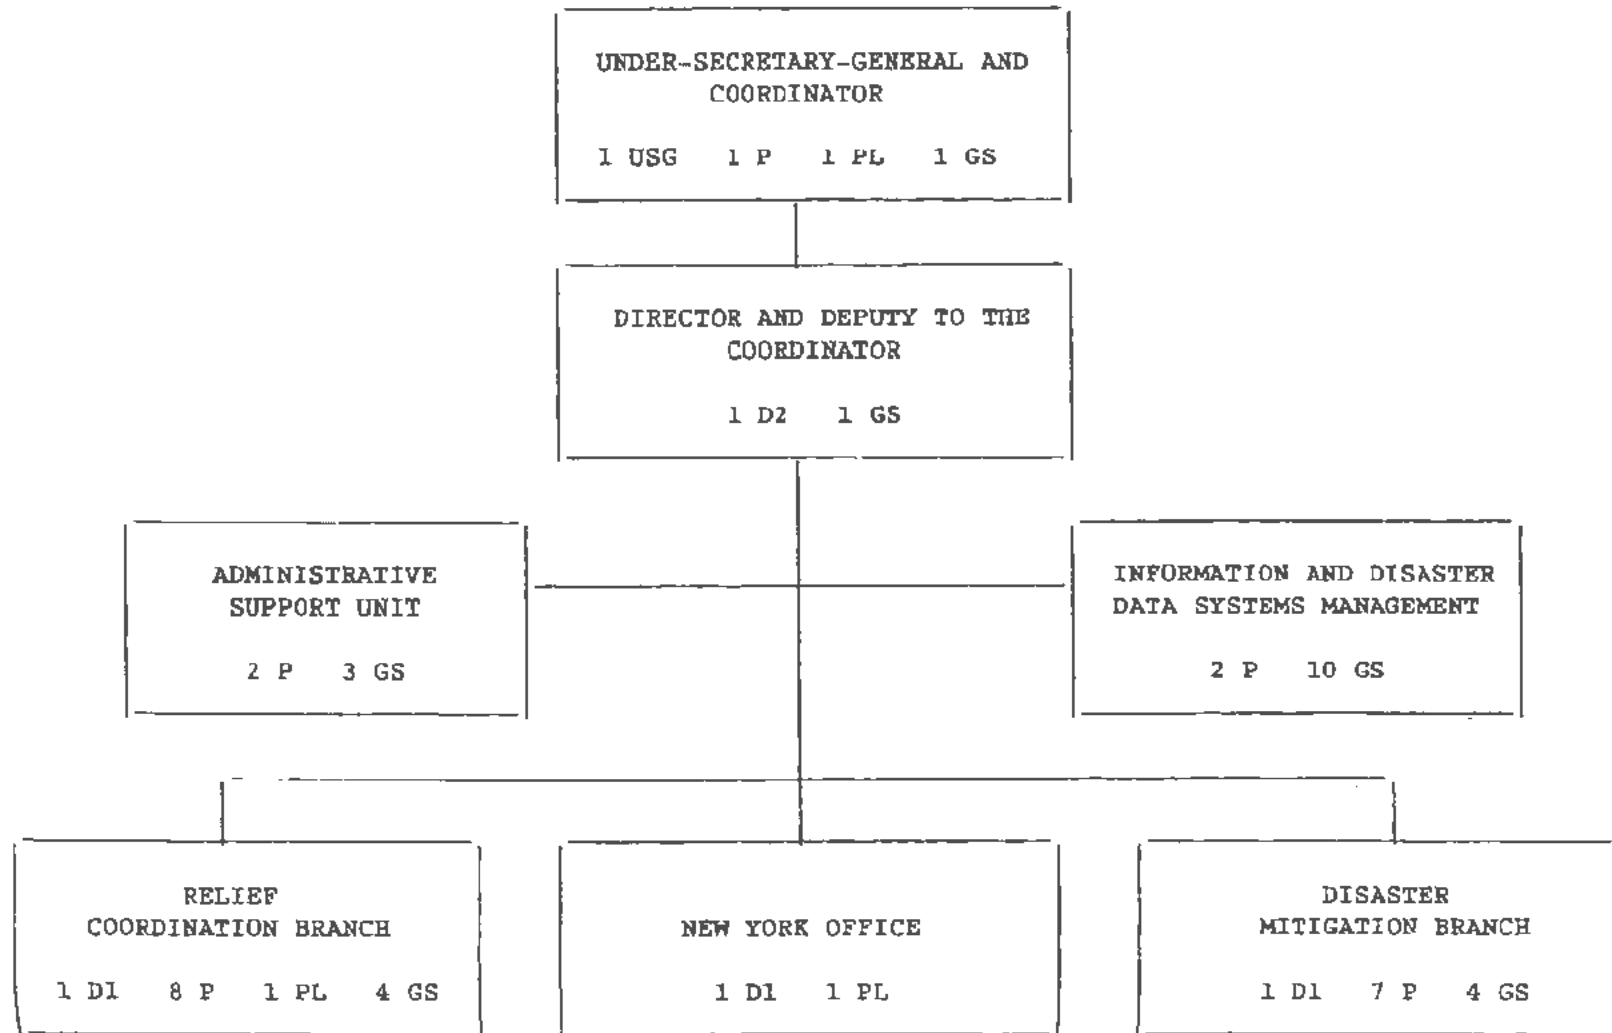 UNDER-SECRETARY-GENERAL AND
COORDINATOR
1 USG 1 P 1 PL 1 GS
DIRECTOR AND DEPUTY TO THE
COORDINATOR
1 D2 1 GS
ADMINISTRATIVE
SUPPORT UNIT
2 P 3 GS
INFORMATION AND DISASTER
DATA SYSTEMS MANAGEMENT
2 P 10 GS
RELIEF
COORDINATION BRANCH
1 D1 8 P 1 PL 4 GS
NEW YORK OFFICE
1 D1 1 PL
DISASTER
MITIGATION BRANCH
1 D1 7 P 4 GS